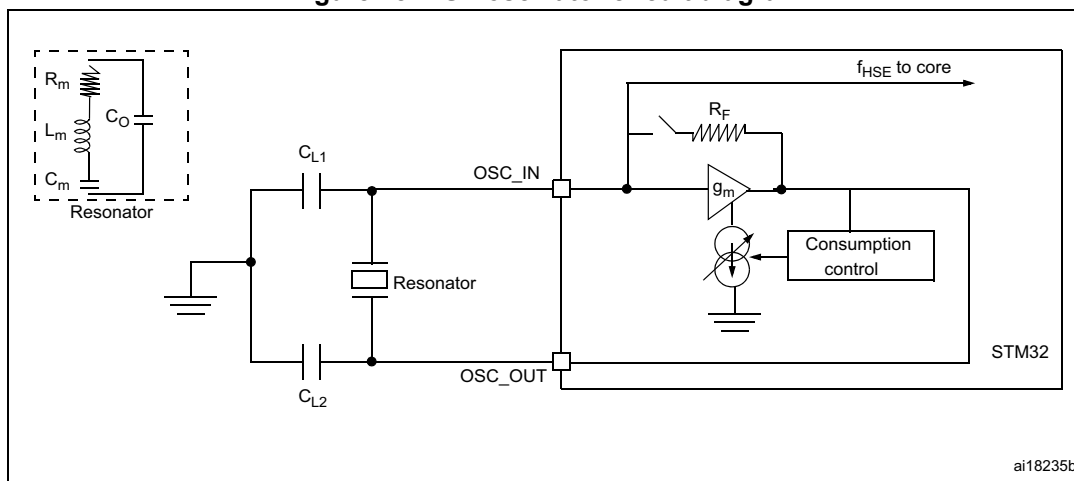 R_m
L_m
C_O
C_m
Resonator
C_L1
OSC_IN
f_HSE to core
R_F
g_m
Consumption
control
Resonator
STM32
OSC_OUT
C_L2
ai18235b